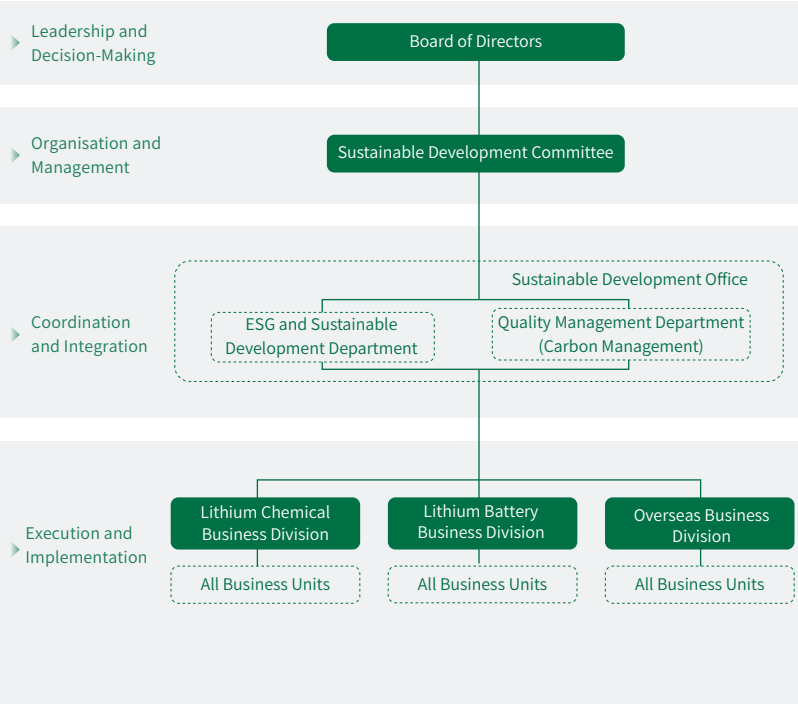 Leadership and
Decision-Making
Board of Directors
Organisation and
Management
Sustainable Development Committee
Coordination
and Integration
Sustainable Development Office
ESG and Sustainable
Development Department
Quality Management Department
(Carbon Management)
Execution and
Implementation
Lithium Chemical
Business Division
Lithium Battery
Business Division
Overseas Business
Division
All Business Units
All Business Units
All Business Units